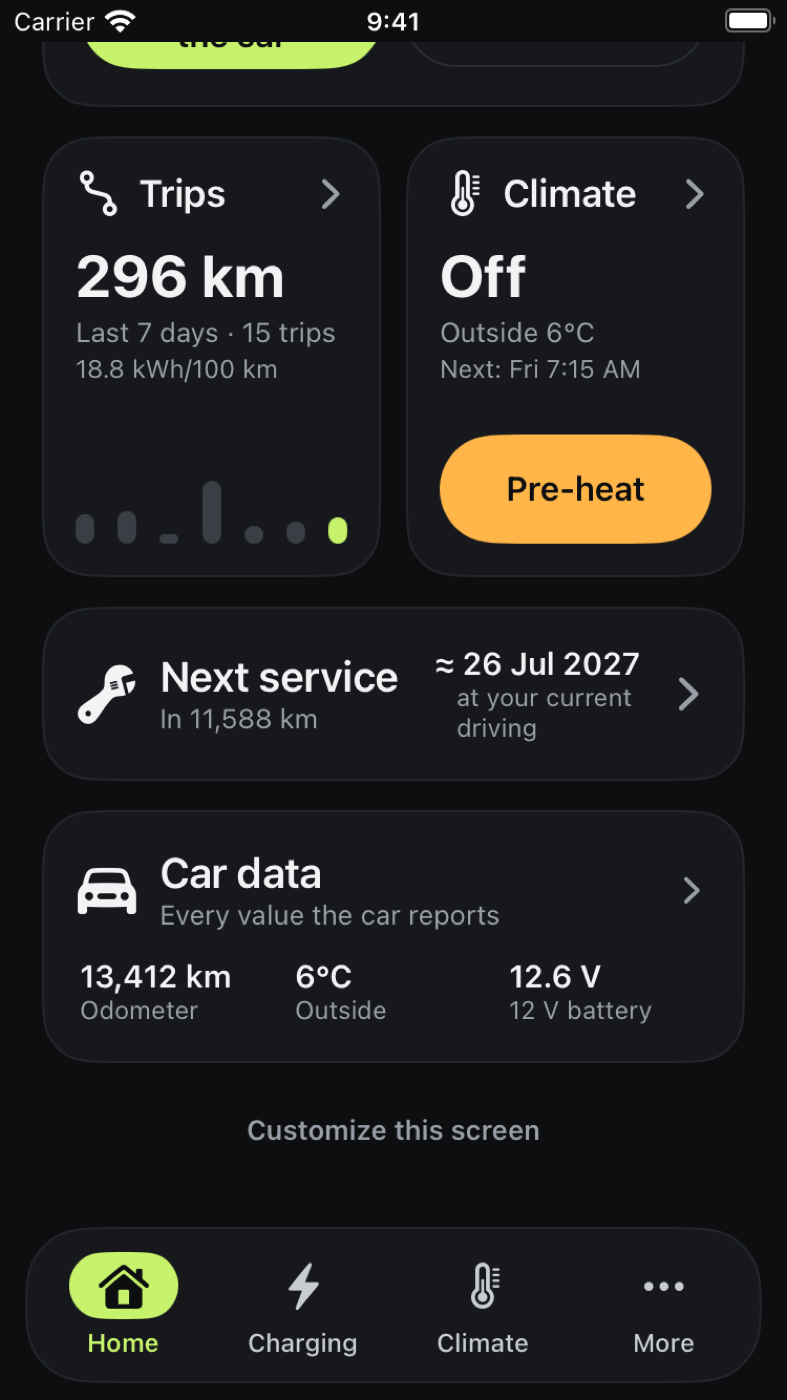 Carrier 9:41
the car
Trips
296 km
Last 7 days · 15 trips
18.8 kWh/100 km
Climate
Off
Outside 6°C
Next: Fri 7:15 AM
Pre-heat
Next service
In 11,588 km
≈ 26 Jul 2027
at your current
driving
Car data
Every value the car reports
13,412 km
Odometer
6°C
Outside
12.6 V
12 V battery
Customize this screen
Home
Charging
Climate
More